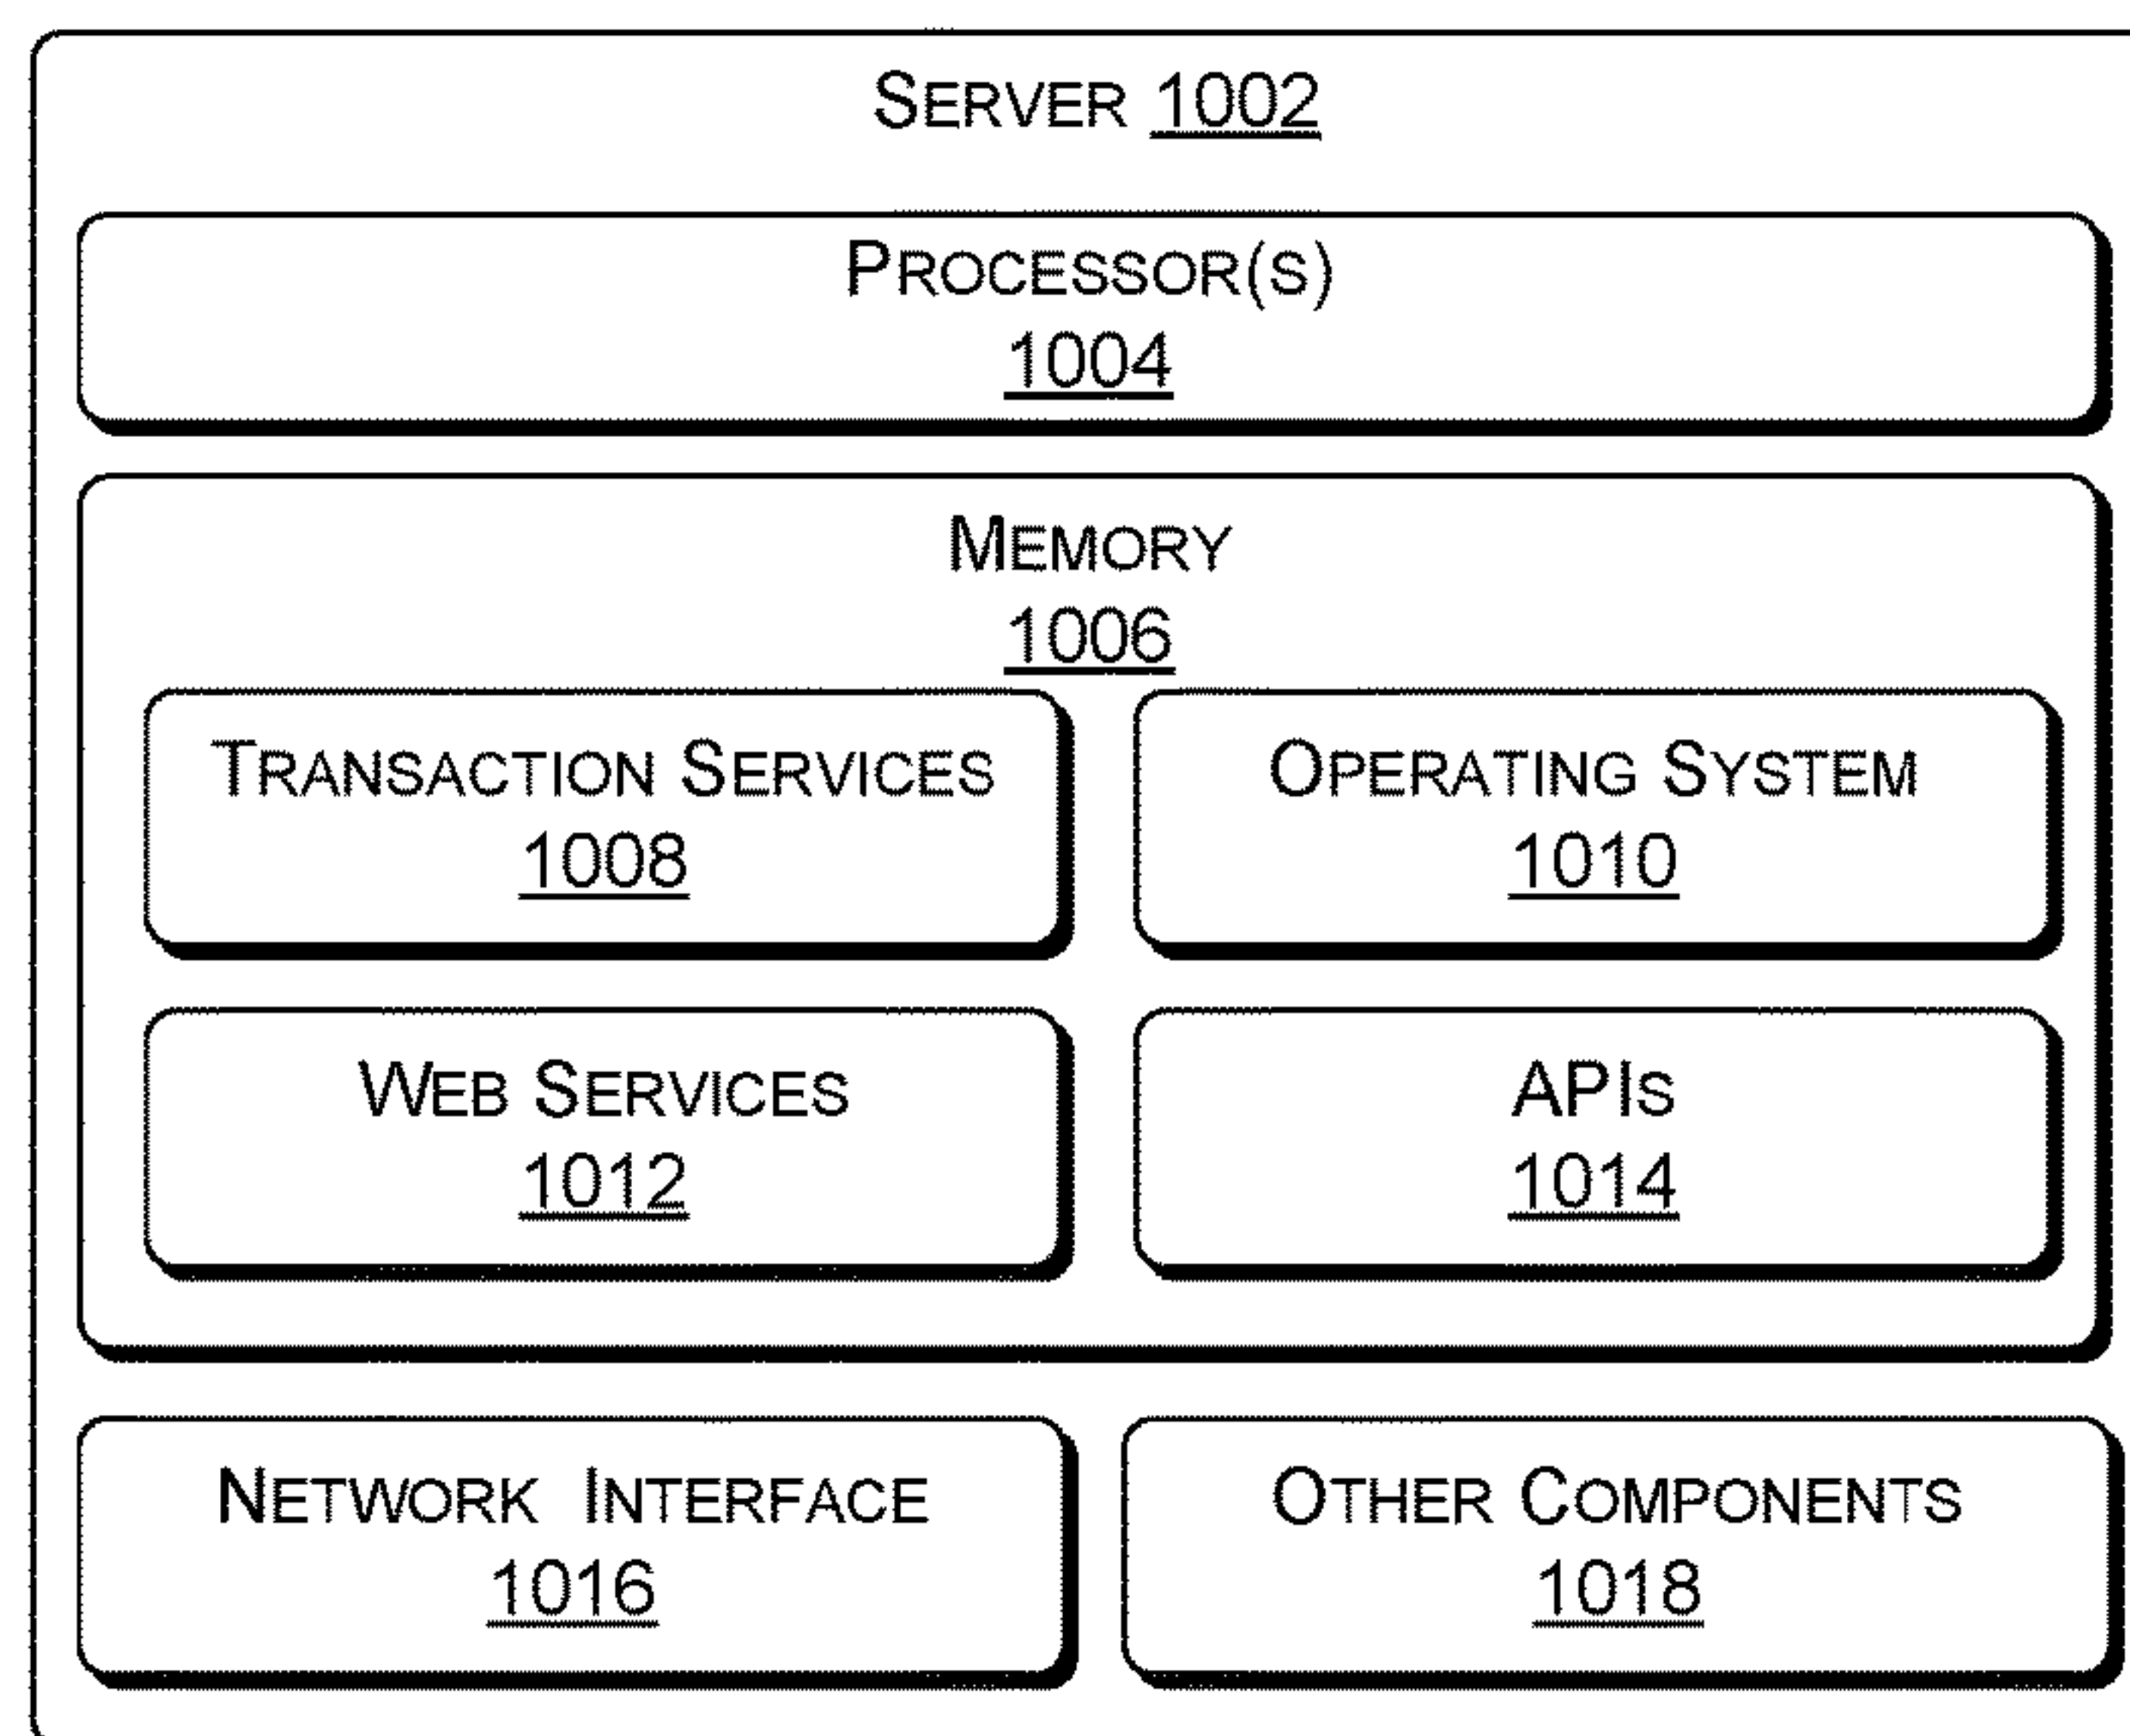 SERVER 1002
PROCESSOR(S)
1004
MEMORY
1006
TRANSACTION SERVICES
1008
OPERATING SYSTEM
1010
WEB SERVICES
1012
APIS
1014
NETWORK INTERFACE
1016
OTHER COMPONENTS
1018